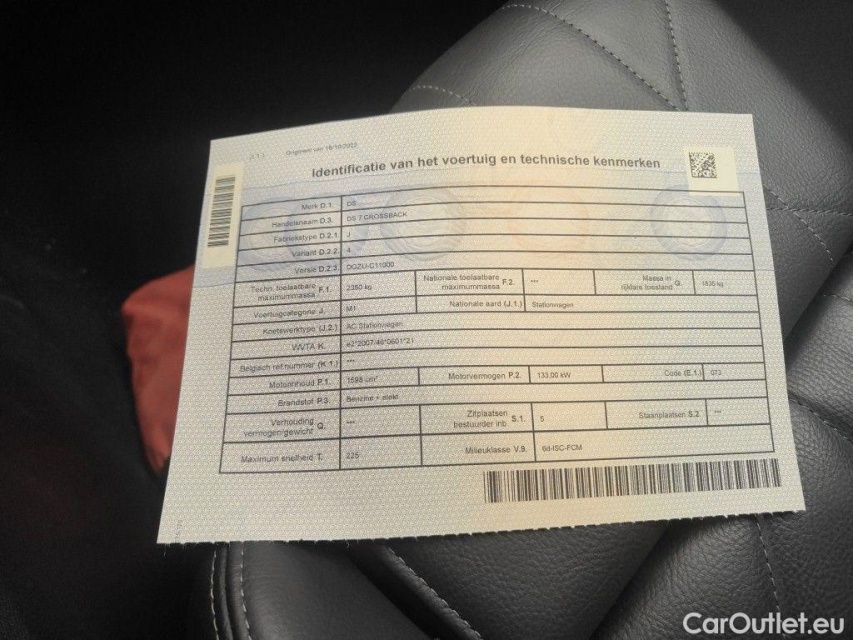 (1.1.) Origineel van 18/10/2022
Identificatie van het voertuig en technische kenmerken
Merk D.1. DS
Handelsnaam D.3. DS 7 CROSSBACK
Fabriekstype D.2.1 J
Variant D.2.2 4
Versie D.2.3 DGZU-C11000
Techn. toelaatbare maximummassa F.1. 2350 kg Nationale toelaatbare maximummassa F.2. --- Massa in rijklare toestand G. 1835 kg
Voertuigcategorie J. M1 Nationale aard (J.1.) Stationwagen
Koetswerktype (J.2.) AC Stationwagen
WVTA K. e2*2007/46*0601*21
Belgisch ref.nummer (K.1.) ---
Motorinhoud P.1. 1598 cm³ Motorvermogen P.2. 133.00 kW Code (E.1.) 073
Brandstof P.3. Benzine + elekt
Verhouding vermogen/gewicht Q. --- Zitplaatsen bestuurder inb S.1. 5 Staanplaatsen S.2 ---
Maximum snelheid T. 225 Milieuklasse V.9. 6d-ISC-FCM
CarOutlet.eu